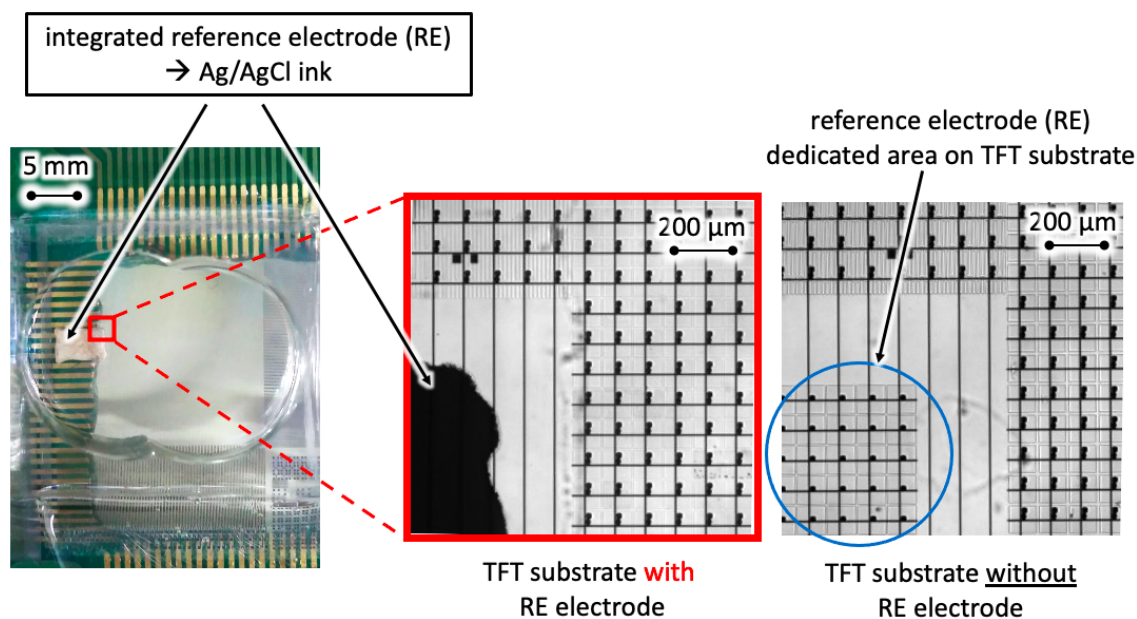 integrated reference electrode (RE)
→ Ag/AgCl ink
reference electrode (RE)
dedicated area on TFT substrate
5 mm
200 µm
200 µm
TFT substrate with
RE electrode
TFT substrate without
RE electrode